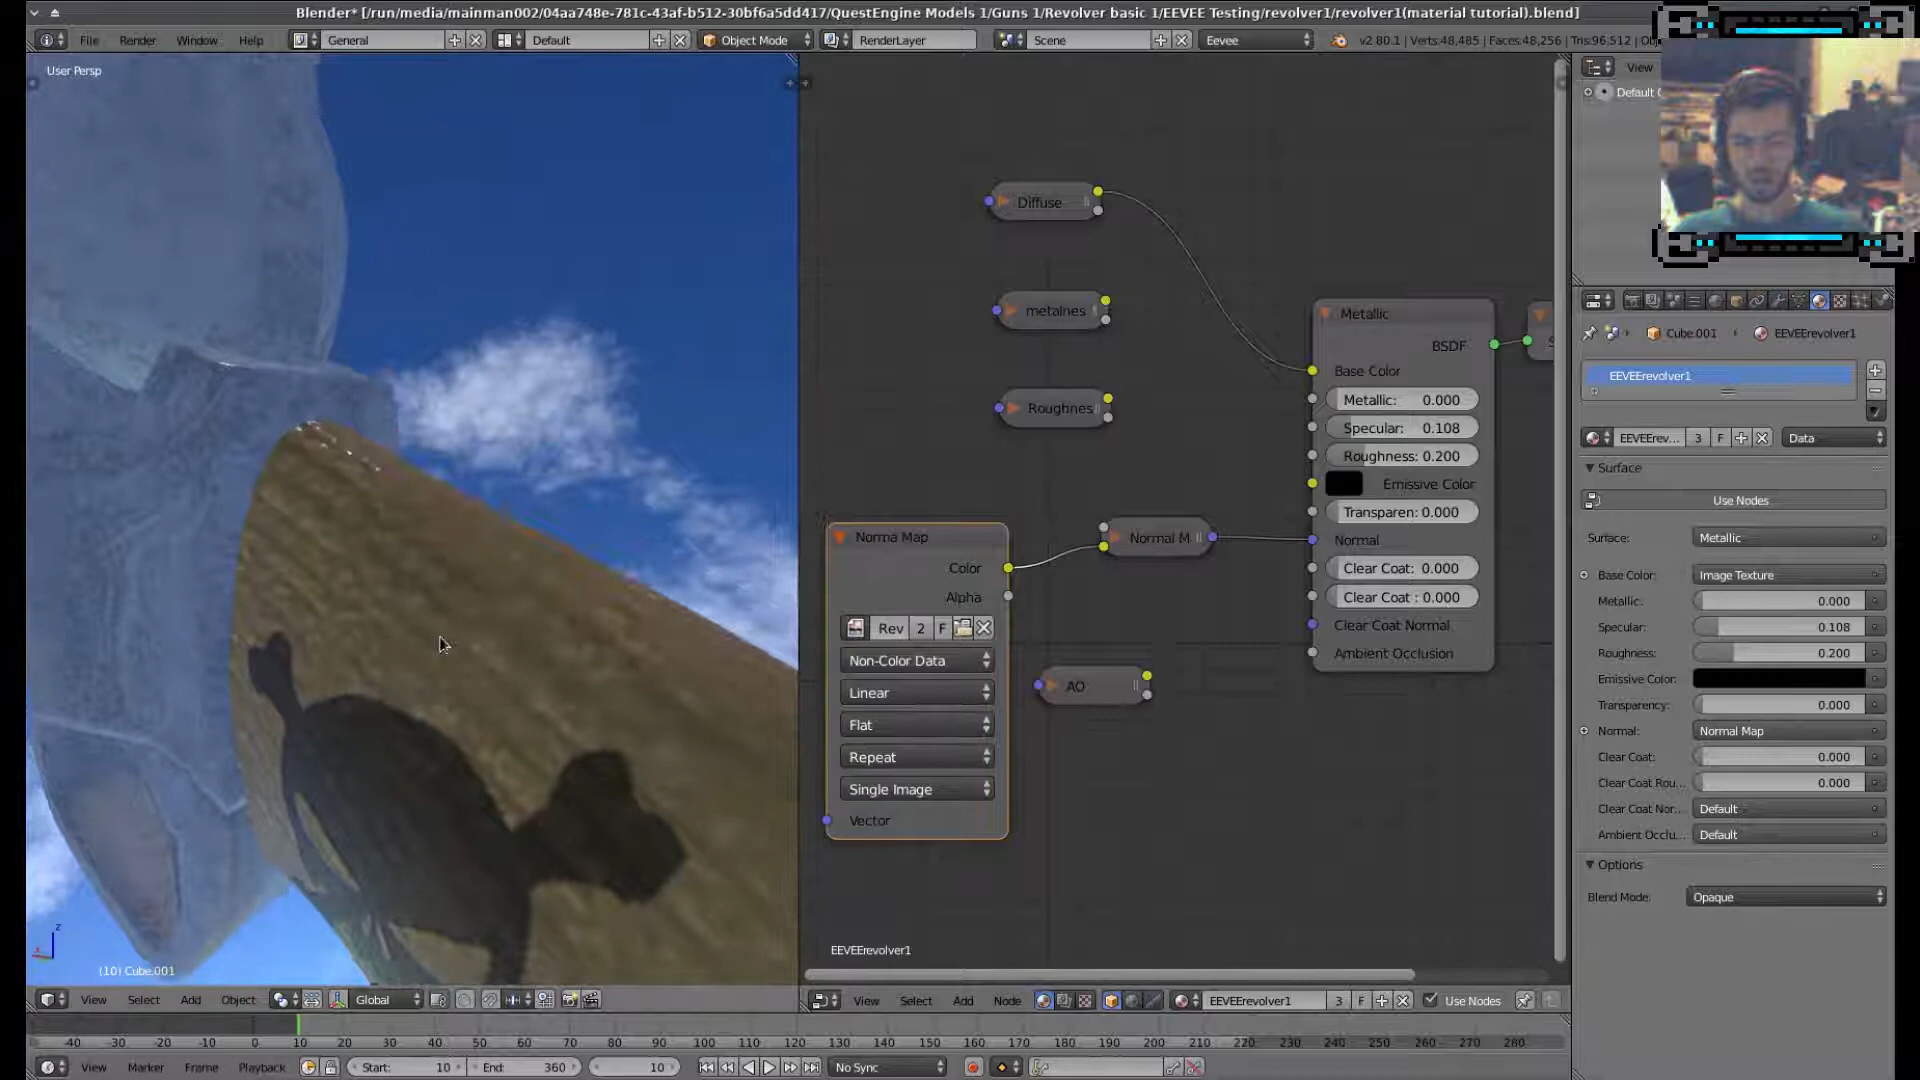 Blender* [/run/media/mainman002/04aa748e-781c-43af-b512-30bf6a5dd417/QuestEngine Models 1/Guns 1/Revolver basic 1/EEVEE Testing/revolver1/revolver1(material tutorial).blend]
File Render Window Help General Default Object Mode RenderLayer Scene Eevee v2.80.1 | Verts:48,485 | Faces:48,256 | Tris:96,512 |
User Persp
View
Default
Diffuse
metalnes
Roughnes
Metallic
BSDF
Base Color
Metallic: 0.000
Specular: 0.108
Roughness: 0.200
Emissive Color
Transparen: 0.000
Normal
Clear Coat: 0.000
Clear Coat : 0.000
Clear Coat Normal
Ambient Occlusion
Norma Map
Color
Alpha
Rev 2 F
Non-Color Data
Linear
Flat
Repeat
Single Image
Vector
Normal M
AO
EEVEErevolver1
Cube.001 EEVEErevolver1
EEVEErevolver1
EEVEErev... 3 F Data
Surface
Use Nodes
Surface: Metallic
Base Color: Image Texture
Metallic: 0.000
Specular: 0.108
Roughness: 0.200
Emissive Color:
Transparency: 0.000
Normal: Normal Map
Clear Coat: 0.000
Clear Coat Rou... 0.000
Clear Coat Nor... Default
Ambient Occlu... Default
Options
Blend Mode: Opaque
z
x
(10) Cube.001
View Select Add Object Global
View Select Add Node EEVEErevolver1 3 F Use Nodes
-40 -30 -20 -10 0 10 20 30 40 50 60 70 80 90 100 110 120 130 140 150 160 170 180 190 200 210 220 230 240 250 260 270 280
View Marker Frame Playback Start: 10 End: 360 10 No Sync